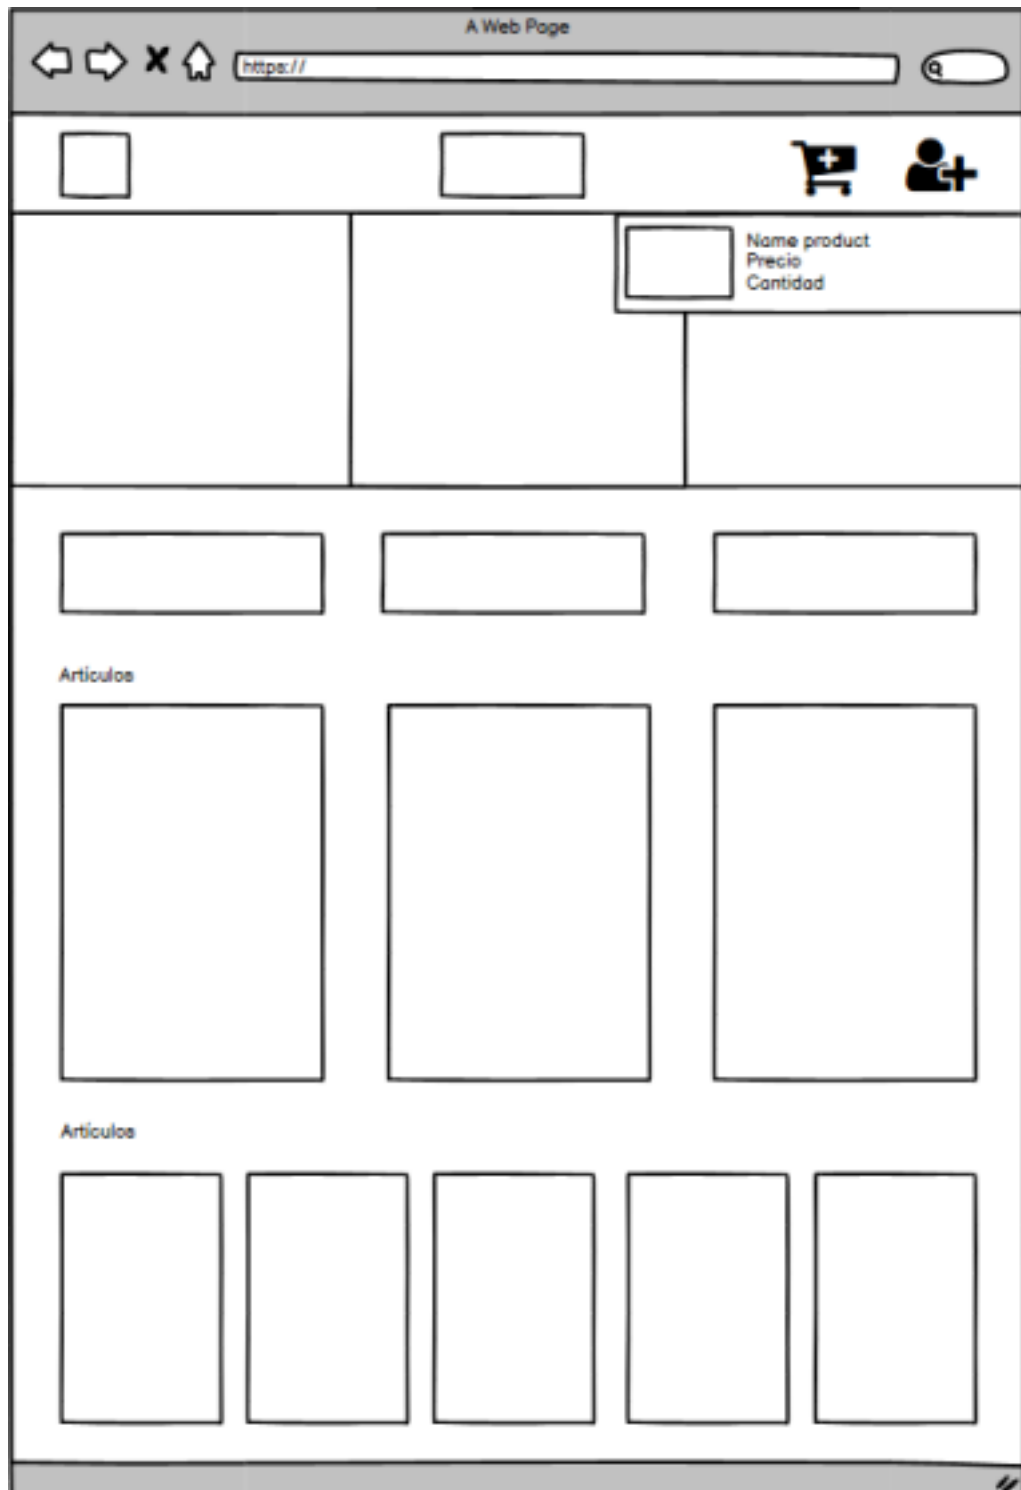 A Web Page
https://
Name product
Precio
Cantidad
Artículos
Artículos